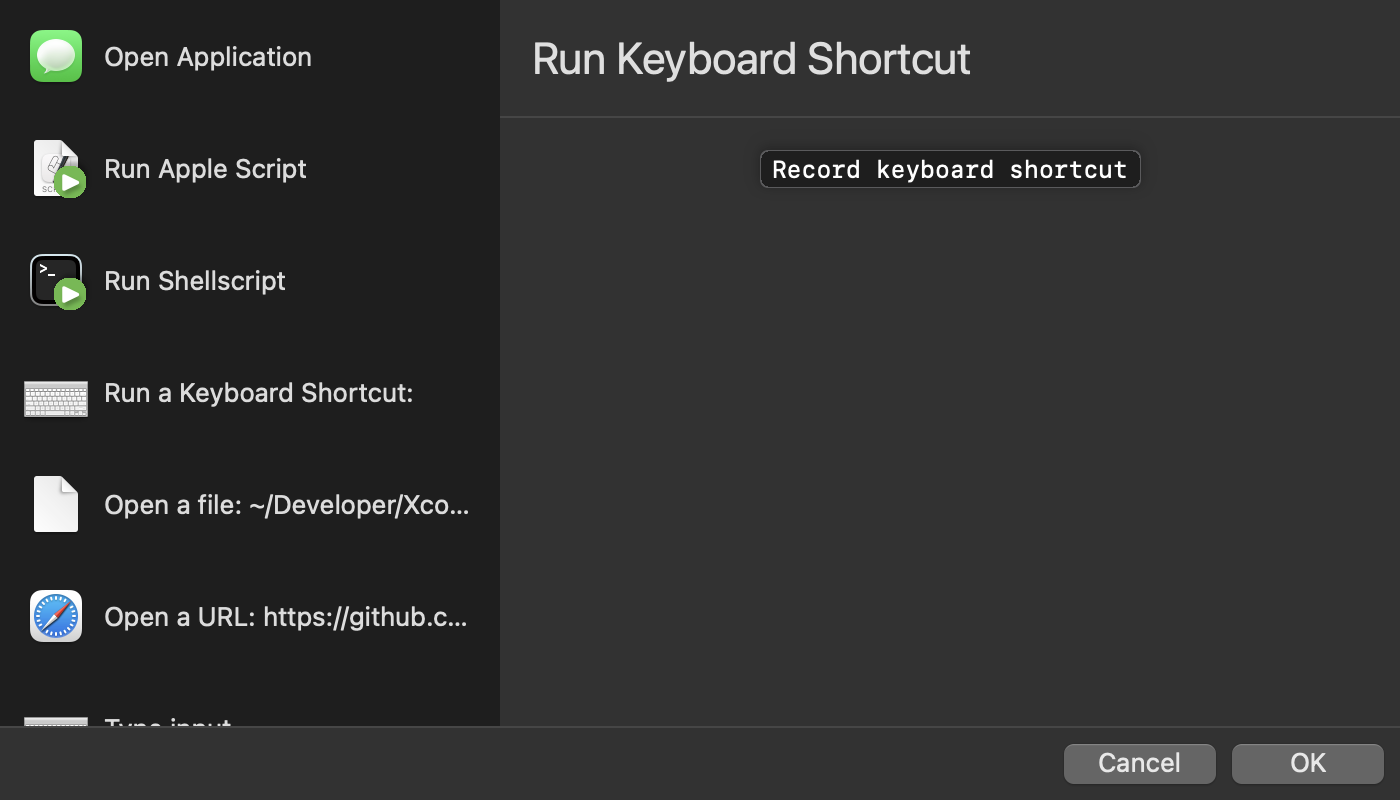 Open Application
Run Apple Script
Run Shellscript
Run a Keyboard Shortcut:
Open a file: ~/Developer/Xco...
Open a URL: https://github.c...
Type input
Run Keyboard Shortcut
Record keyboard shortcut
Cancel
OK